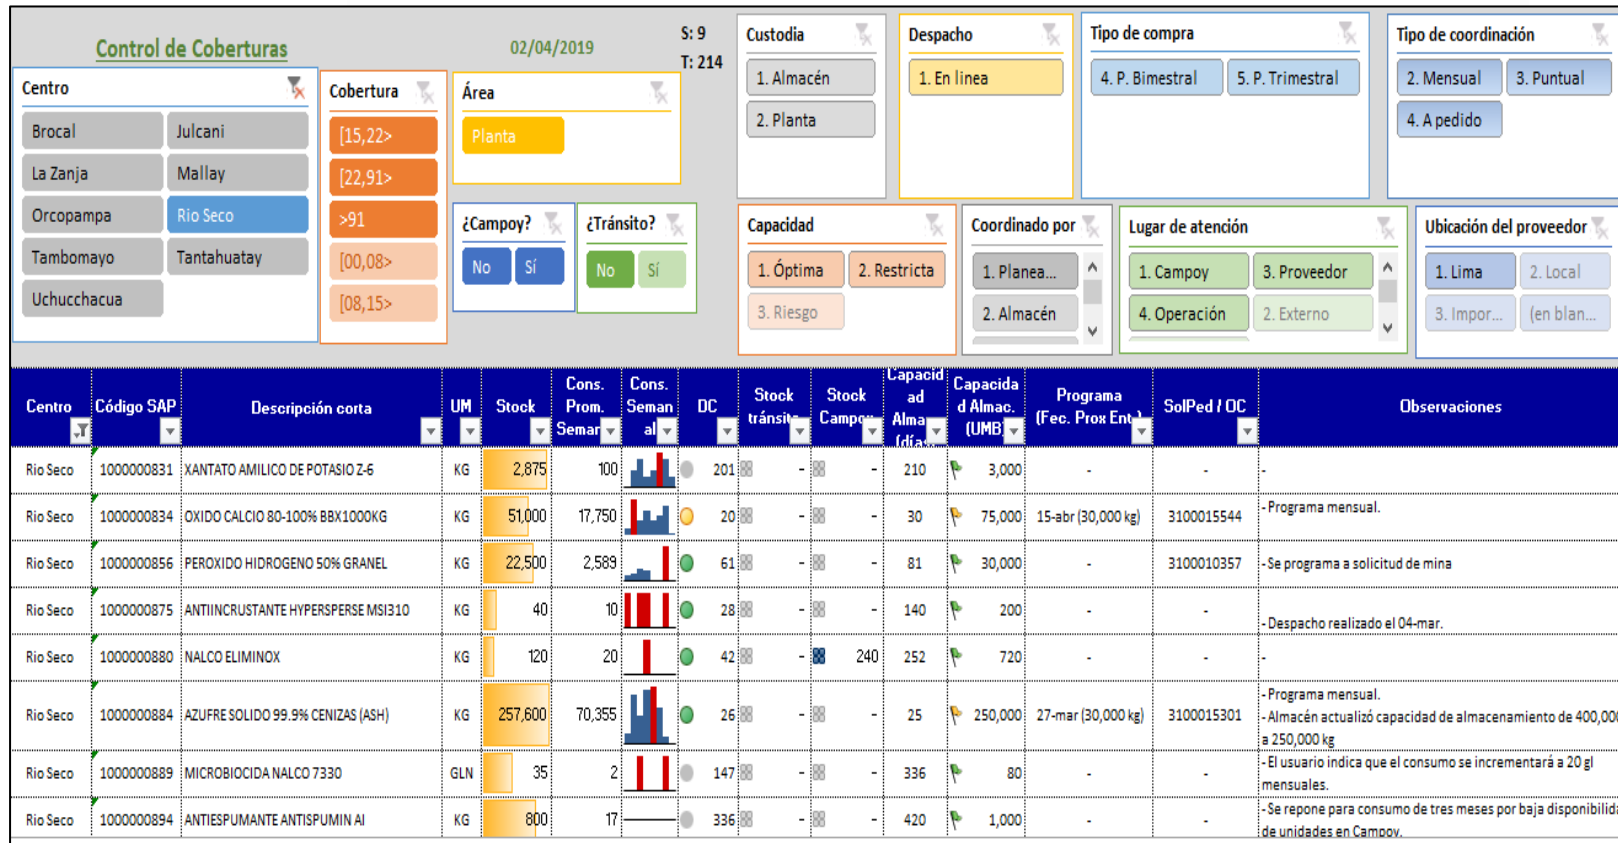 Control de Coberturas
02/04/2019
S: 9
T: 214
Centro
Brocal
Julcani
La Zanja
Mallay
Orcopampa
Rio Seco
Tambomayo
Tantahuatay
Uchucchacua
Cobertura
[15,22>
[22,91>
>91
[00,08>
[08,15>
Área
Planta
¿Campoy?
No
Sí
¿Tránsito?
No
Sí
Custodia
1. Almacén
2. Planta
Despacho
1. En linea
Tipo de compra
4. P. Bimestral
5. P. Trimestral
Tipo de coordinación
2. Mensual
3. Puntual
4. A pedido
Capacidad
1. Óptima
2. Restricta
3. Riesgo
Coordinado por
1. Planea...
2. Almacén
Lugar de atención
1. Campoy
3. Proveedor
4. Operación
2. Externo
Ubicación del proveedor
1. Lima
2. Local
3. Impor...
(en blan...
Centro Código SAP Descripción corta UM Stock Cons. Prom. Seman Cons. Seman al DC Stock tránsito Stock Campoy Capacid ad Alma (días Capacida d Almac. (UMB) Programa (Fec. Prox Ent.) SolPed / OC Observaciones
Rio Seco 1000000831 XANTATO AMILICO DE POTASIO Z-6 KG 2,875 100 201 - - 210 3,000 - - -
Rio Seco 1000000834 OXIDO CALCIO 80-100% BBX1000KG KG 51,000 17,750 20 - - 30 75,000 15-abr (30,000 kg) 3100015544 - Programa mensual.
Rio Seco 1000000856 PEROXIDO HIDROGENO 50% GRANEL KG 22,500 2,589 61 - - 81 30,000 - 3100010357 - Se programa a solicitud de mina
Rio Seco 1000000875 ANTIINCRUSTANTE HYPERSPERSE MSI310 KG 40 10 28 - - 140 200 - - - Despacho realizado el 04-mar.
Rio Seco 1000000880 NALCO ELIMINOX KG 120 20 42 - 240 252 720 - - -
Rio Seco 1000000884 AZUFRE SOLIDO 99.9% CENIZAS (ASH) KG 257,600 70,355 26 - - 25 250,000 27-mar (30,000 kg) 3100015301 - Programa mensual.
- Almacén actualizó capacidad de almacenamiento de 400,000
a 250,000 kg
Rio Seco 1000000889 MICROBIOCIDA NALCO 7330 GLN 35 2 147 - - 336 80 - - - El usuario indica que el consumo se incrementará a 20 gl
mensuales.
Rio Seco 1000000894 ANTIESPUMANTE ANTISPUMIN AI KG 800 17 336 - - 420 1,000 - - - Se repone para consumo de tres meses por baja disponibilida
de unidades en Campoy.